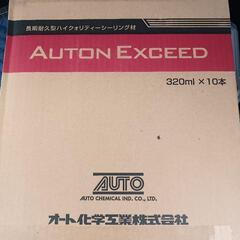 長期耐久型ハイクオリティーシーリング材
AUTON EXCEED
320ml×10本
AUTO
AUTO CHEMICAL IND. CO., LTD.
オート化学工業株式会社